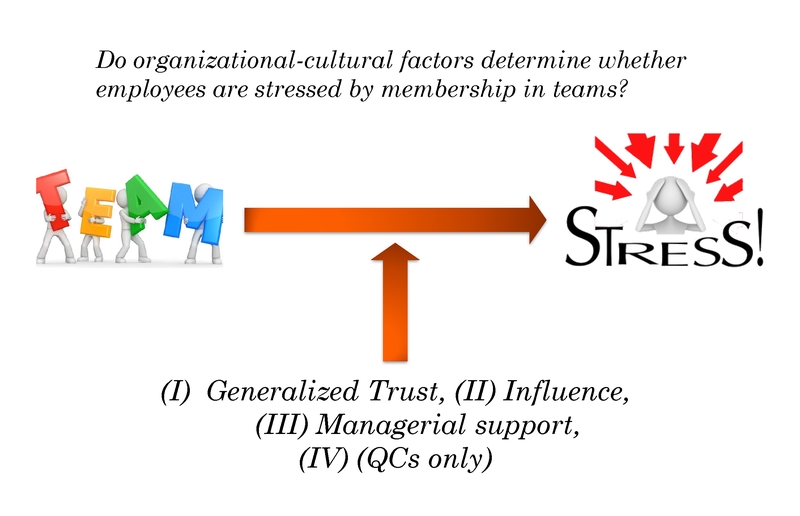 Do organizational-cultural factors determine whether
employees are stressed by membership in teams?
TEAM
STRESS!
(I) Generalized Trust, (II) Influence,
(III) Managerial support,
(IV) (QCs only)